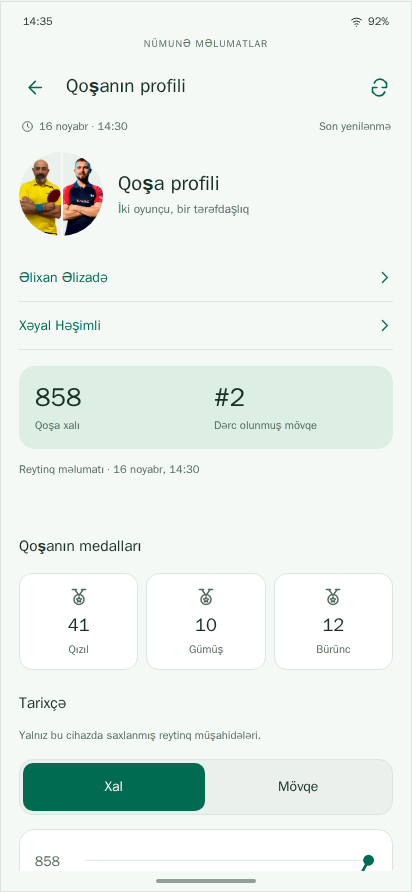 14:35
92%
NÜMUNƏ MƏLUMATLAR
Qoşanın profili
16 noyabr · 14:30
Son yenilənmə
Qoşa profili
İki oyunçu, bir tərəfdaşlıq
Əlixan Əlizadə
Xəyal Həşimli
858
#2
Qoşa xalı
Dərc olunmuş mövqe
Reytinq məlumatı · 16 noyabr, 14:30
Qoşanın medalları
41
10
12
Qızıl
Gümüş
Bürünc
Tarixçə
Yalnız bu cihazda saxlanmış reytinq müşahidələri.
Xal
Mövqe
858